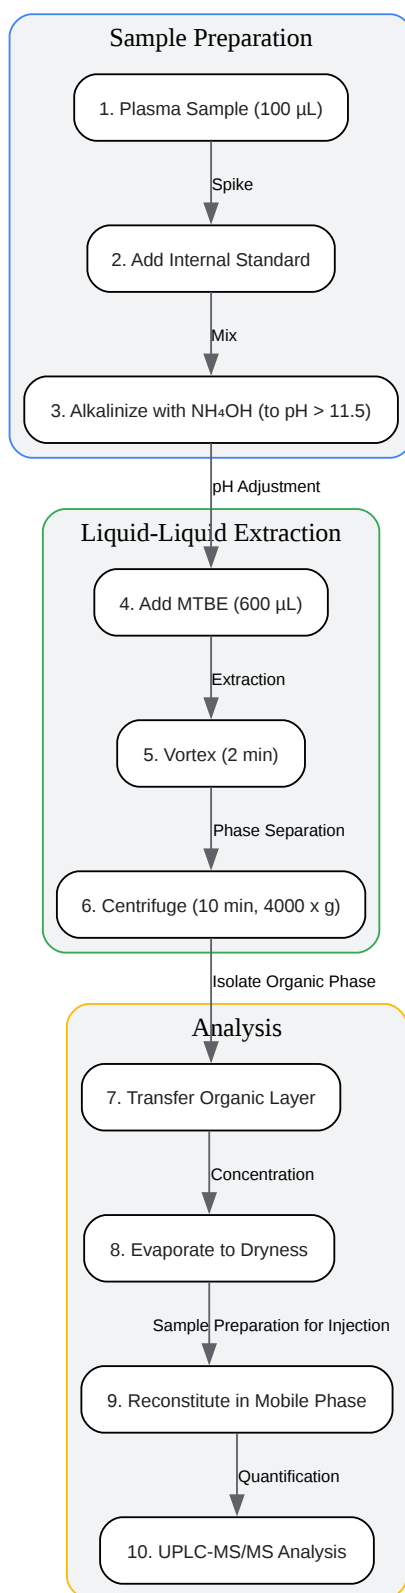 Sample Preparation
1. Plasma Sample (100 µL)
Spike
2. Add Internal Standard
Mix
3. Alkalinize with NH₄OH (to pH > 11.5)
pH Adjustment
Liquid-Liquid Extraction
4. Add MTBE (600 µL)
Extraction
5. Vortex (2 min)
Phase Separation
6. Centrifuge (10 min, 4000 x g)
Isolate Organic Phase
Analysis
7. Transfer Organic Layer
Concentration
8. Evaporate to Dryness
Sample Preparation for Injection
9. Reconstitute in Mobile Phase
Quantification
10. UPLC-MS/MS Analysis